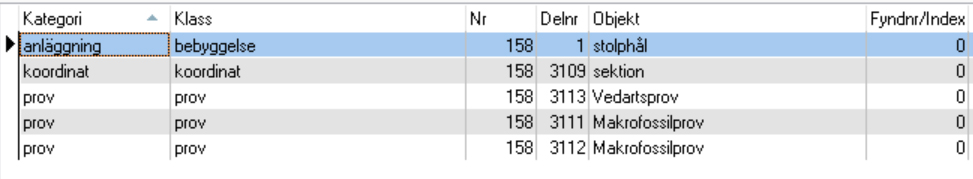 Kategori Klass Nr Delnr Objekt Fyndnr/Index
anläggning bebyggelse 158 1 stolphål 0
koordinat koordinat 158 3109 sektion 0
prov prov 158 3113 Vedartsprov 0
prov prov 158 3111 Makrofossilprov 0
prov prov 158 3112 Makrofossilprov 0